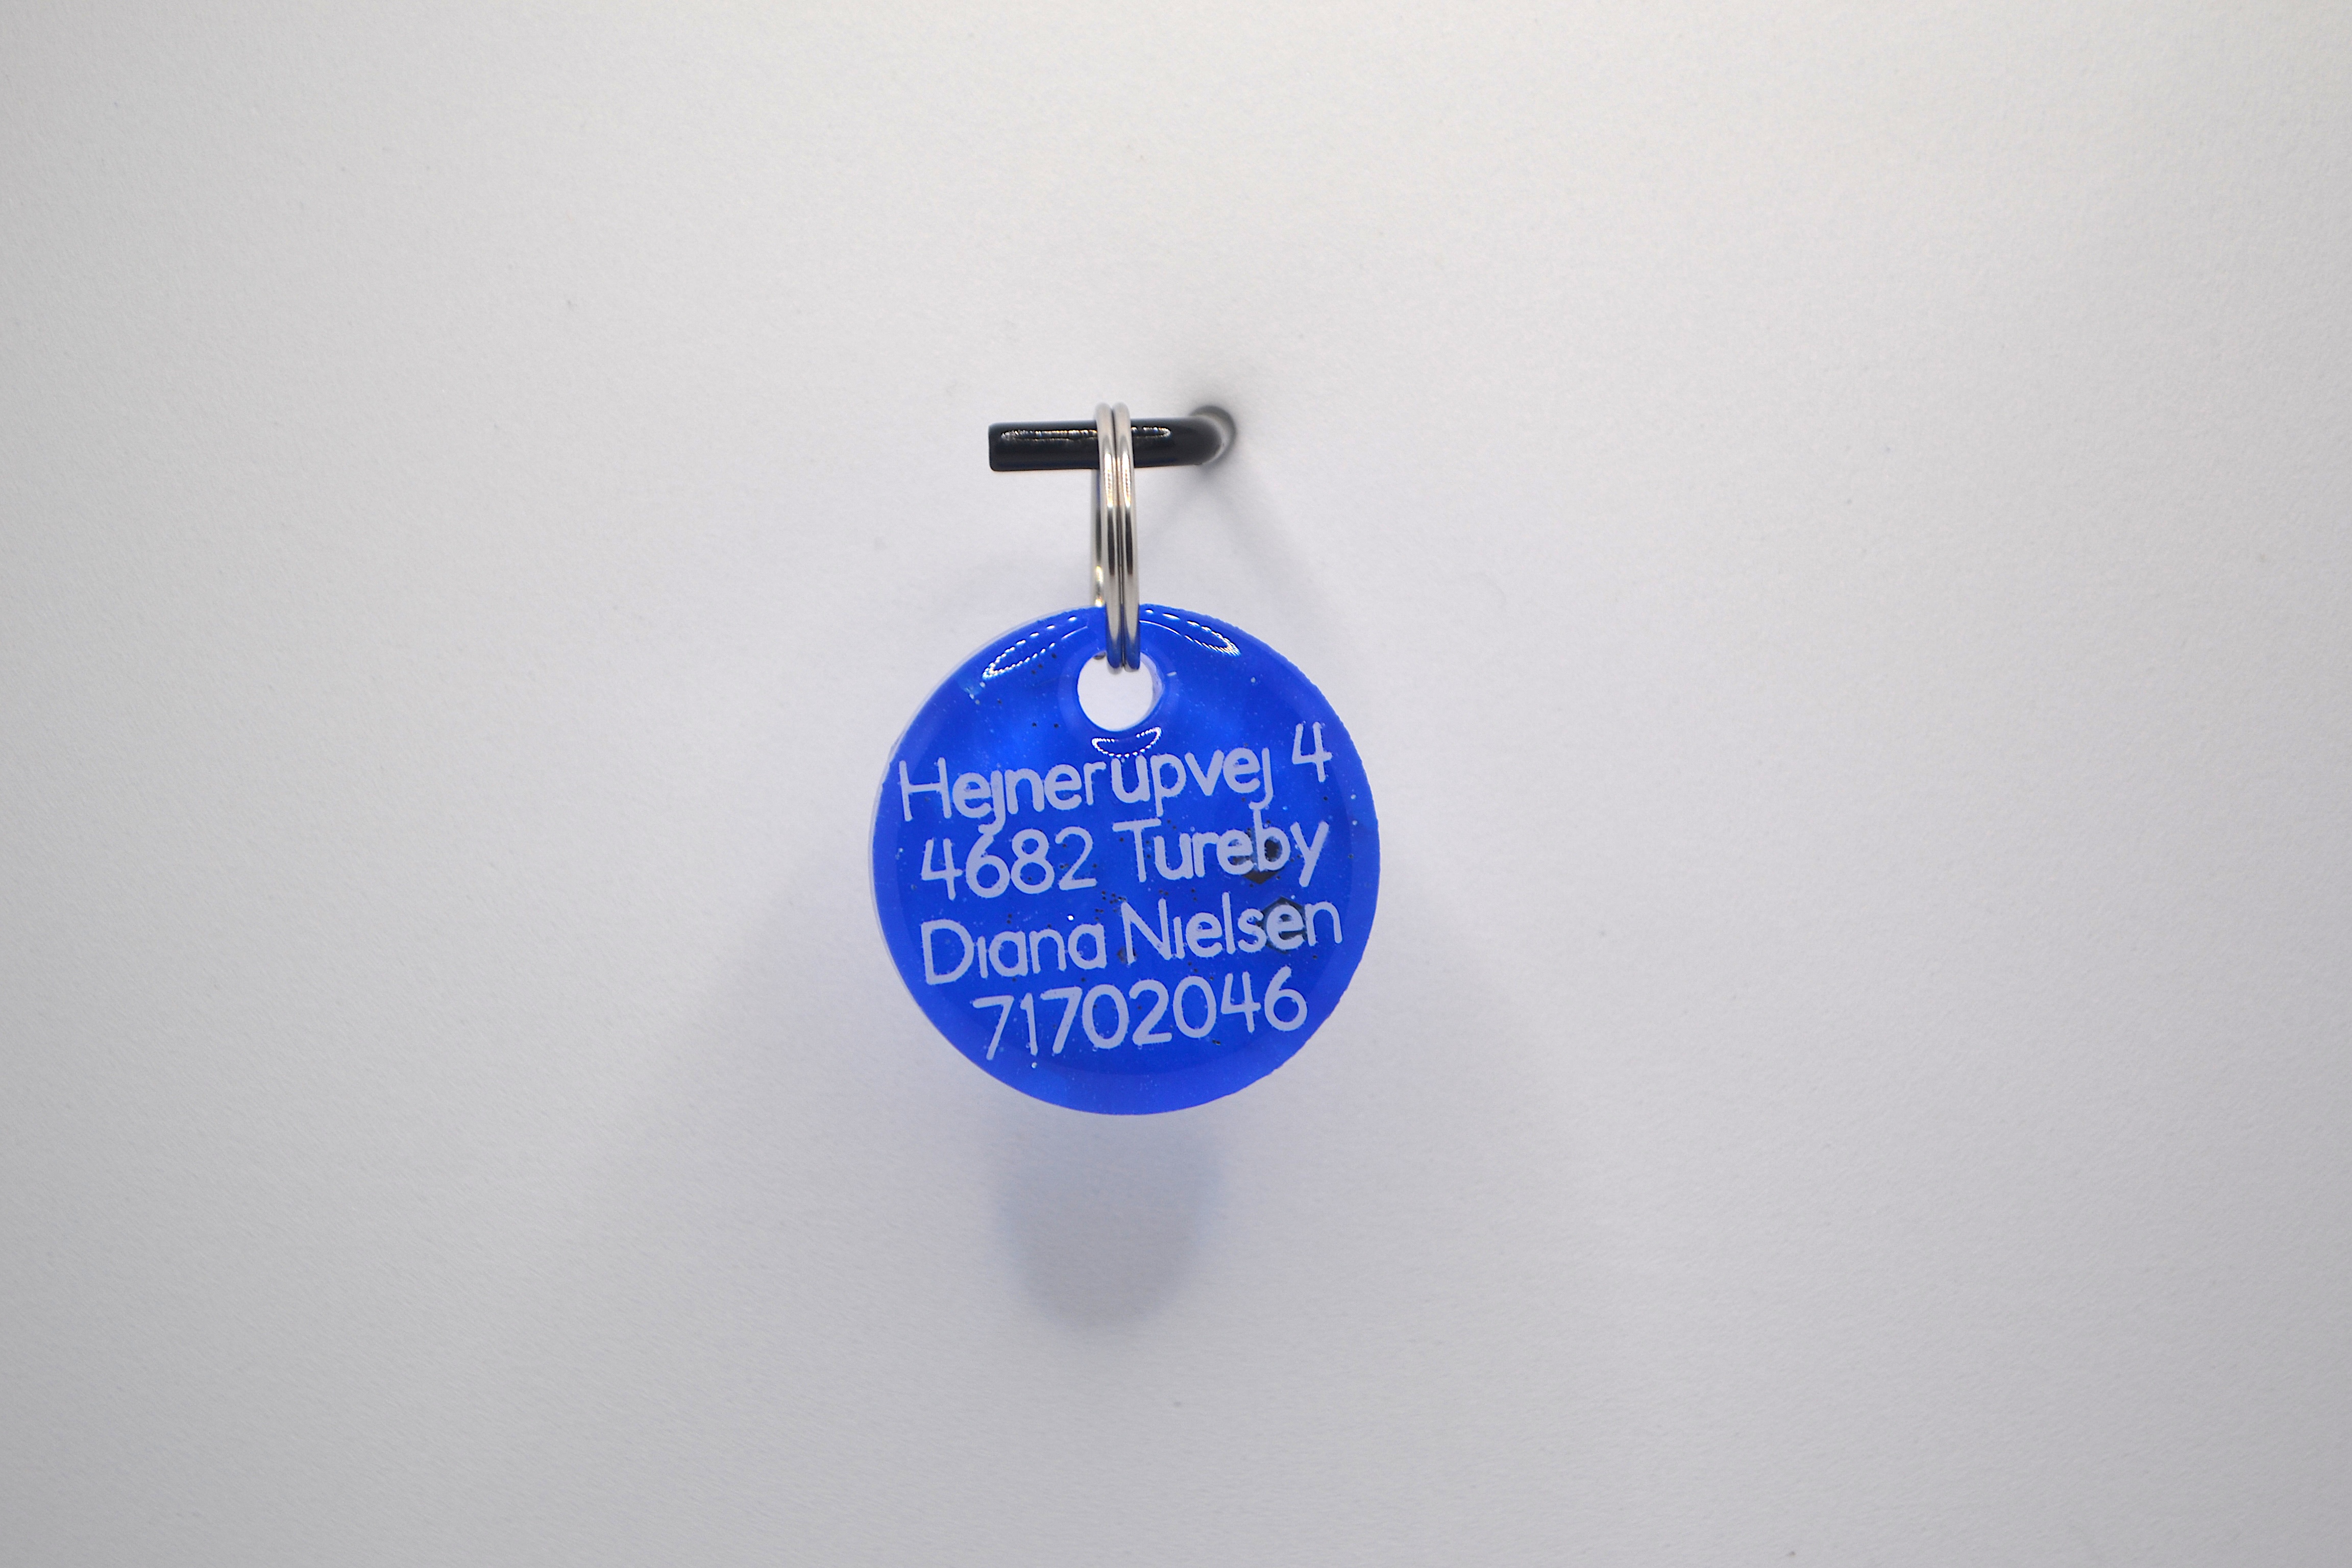 Hejnerupvej 4
4682 Tureby
Diana Nielsen
71702046